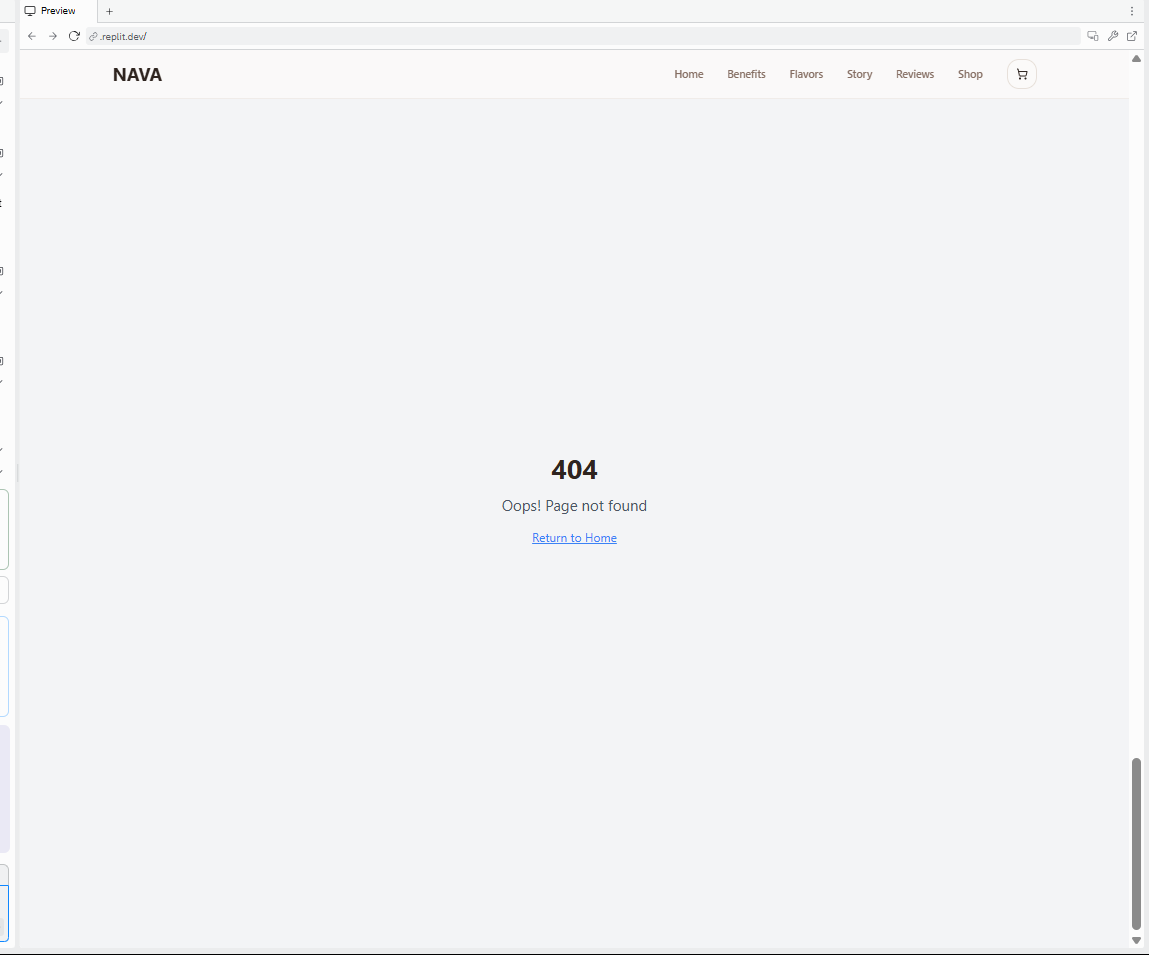 Preview
.replit.dev/
NAVA
Home Benefits Flavors Story Reviews Shop
404
Oops! Page not found
Return to Home